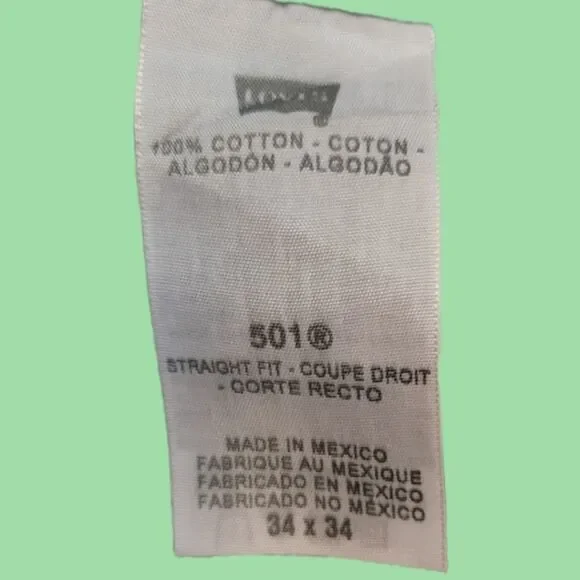 Levi's
®
100% COTTON - COTON -
ALGODÓN - ALGODÃO
501®
STRAIGHT FIT - COUPE DROIT
- CORTE RECTO
MADE IN MEXICO
FABRIQUE AU MEXIQUE
FABRICADO EN MEXICO
FABRICADO NO MÉXICO
34 x 34